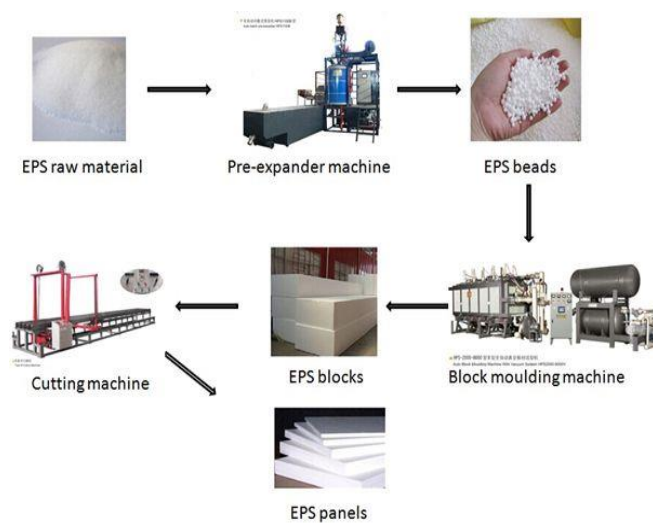 EPS raw material
Pre-expander machine
EPS beads
Cutting machine
EPS blocks
Block moulding machine
EPS panels